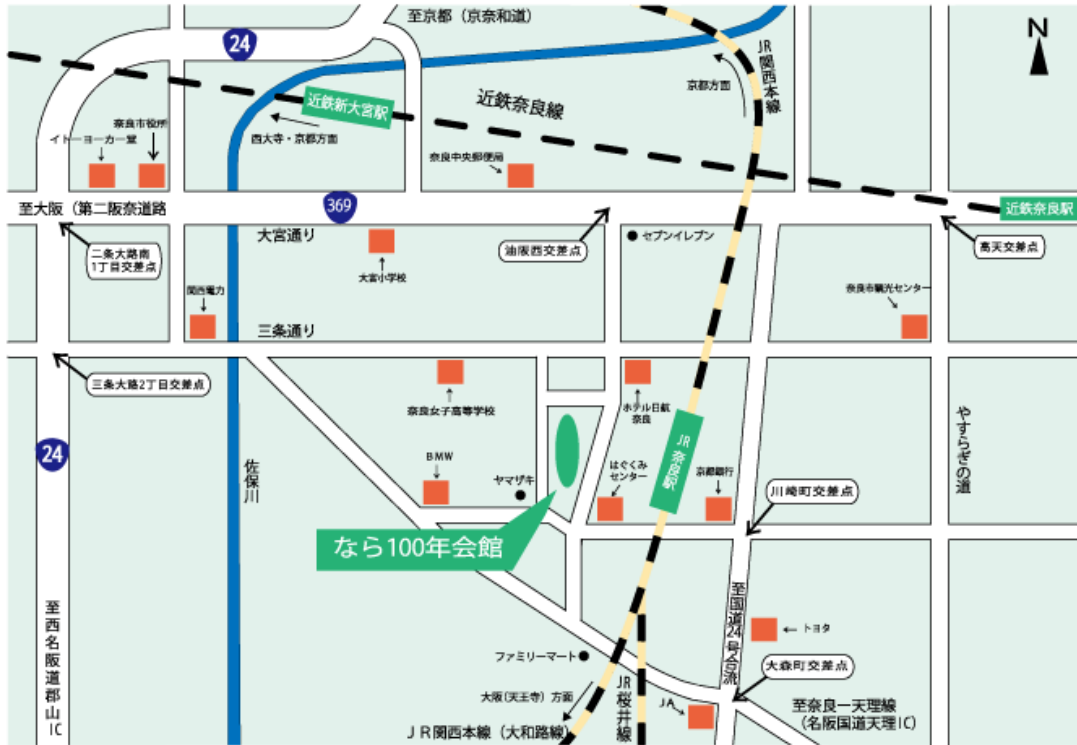 至京都（京奈和道）
N
24
JR関西本線
京都方面
近鉄新大宮駅
近鉄奈良線
奈良市役所
イトーヨーカー堂
西大寺・京都方面
奈良中央郵便局
至大阪（第二阪奈道路
369
近鉄奈良駅
大宮通り
セブンイレブン
油阪西交差点
高天交差点
二条大路南
1丁目交差点
大宮小学校
関西電力
奈良市観光センター
三条通り
三条大路2丁目交差点
奈良女子高等学校
ホテル日航
奈良
やすらぎの道
24
佐保川
BMW
ヤマザキ
はぐくみ
センター
JR奈良駅
京都銀行
川崎町交差点
なら100年会館
至西名阪道郡山IC
至国道24号合流
トヨタ
ファミリーマート
大森町交差点
大阪(天王寺）方面
JR桜井線
JA
至奈良ー天理線
（名阪国道天理IC）
JR関西本線（大和路線）